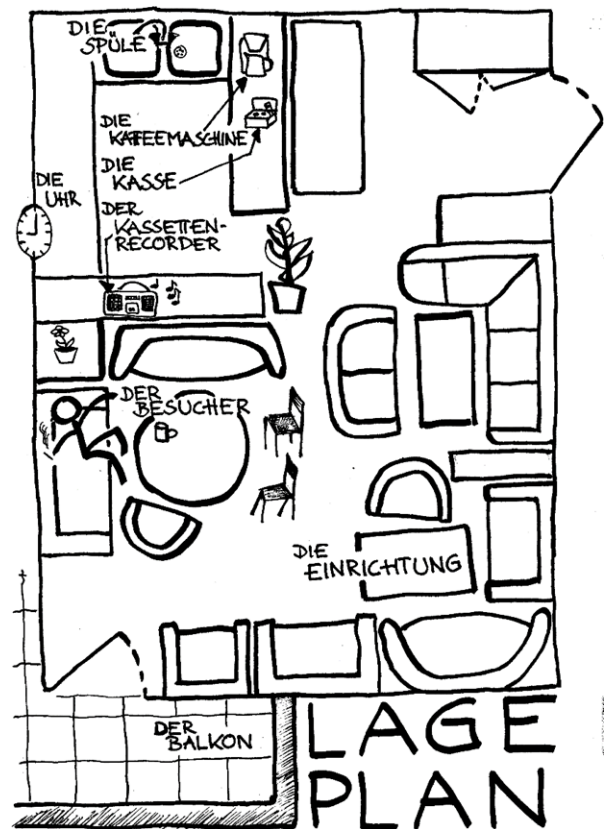 DIE
SPÜLE
DIE
KAFFEEMASCHINE
DIE
KASSE
DIE
UHR
DER
KASSETTEN-
RECORDER
DER
BESUCHER
DIE
EINRICHTUNG
DER
BALKON
LAGE
PLAN